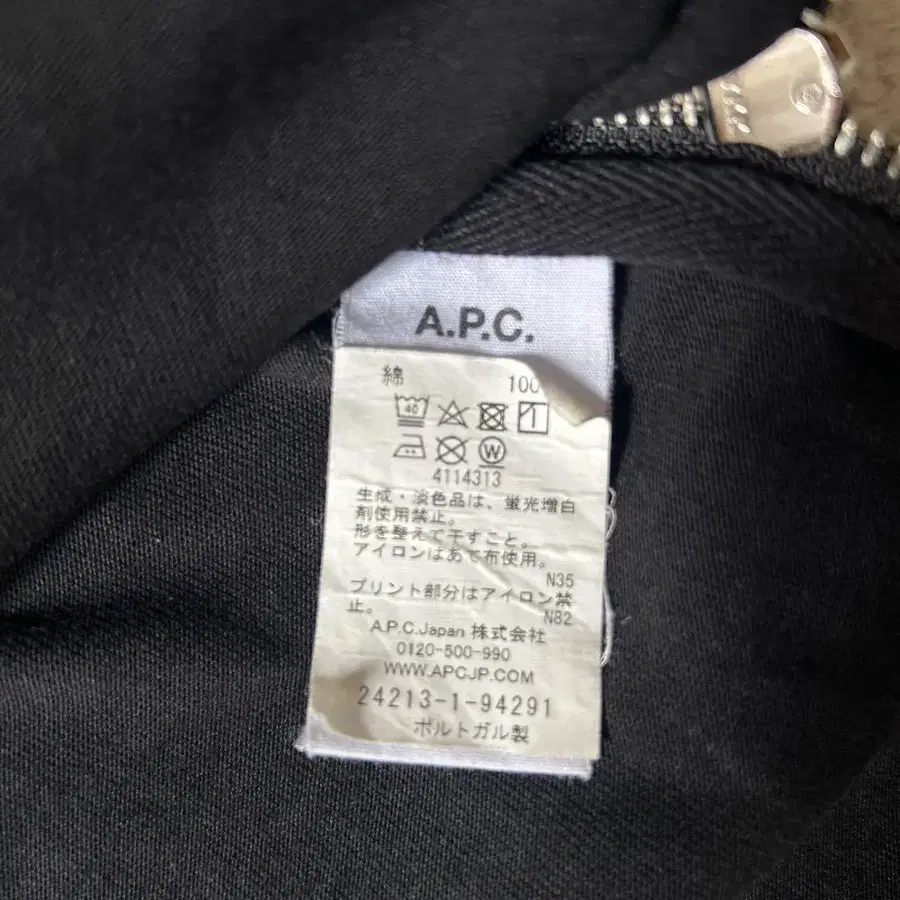 A.P.C.
綿 100
40
W
4114313
生成・淡色品は、蛍光増白
剤使用禁止。
形を整えて干すこと。
アイロンはあて布使用。
N35
プリント部分はアイロン禁
止。 N82
A.P.C.Japan 株式会社
0120-500-990
WWW.APCJP.COM
24213-1-94291
ポルトガル製